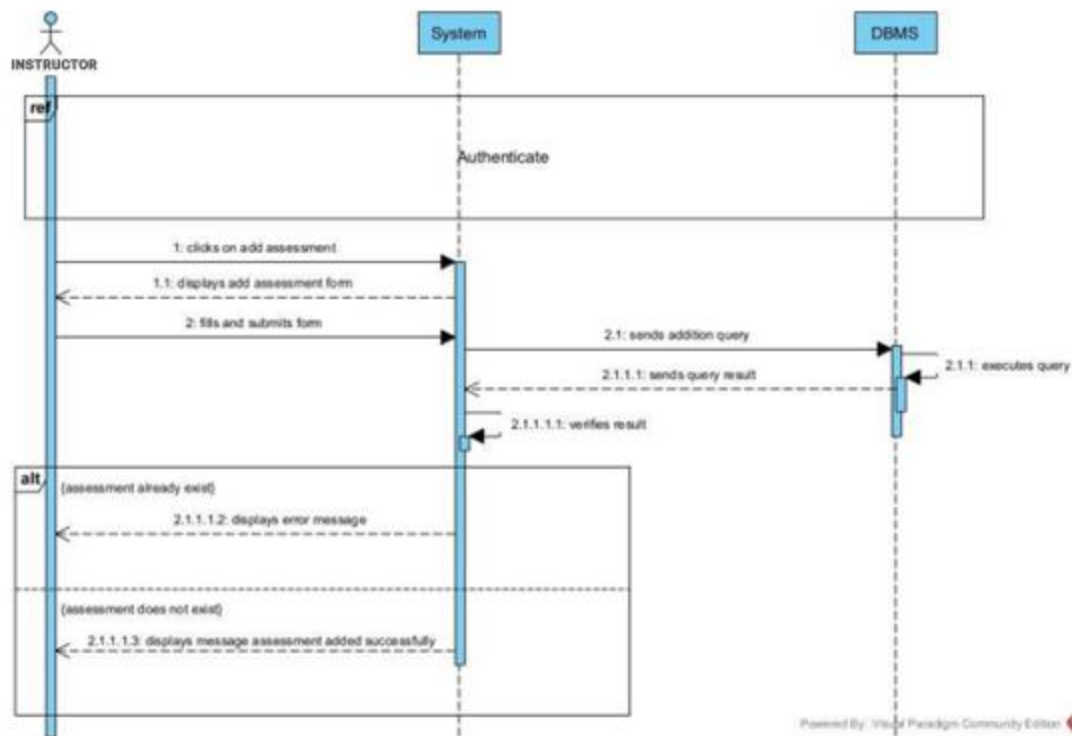 System
DBMS
INSTRUCTOR
ref
Authenticate
1: clicks on add assessment
1.1: displays add assessment form
2: fills and submits form
2.1: sends addition query
2.1.1: executes query
2.1.1.1: sends query result
2.1.1.1.1: verifies result
alt
{assessment already exist}
2.1.1.1.2: displays error message
{assessment does not exist}
2.1.1.1.3: displays message assessment added successfully
Powered By: Visual Paradigm Community Edition